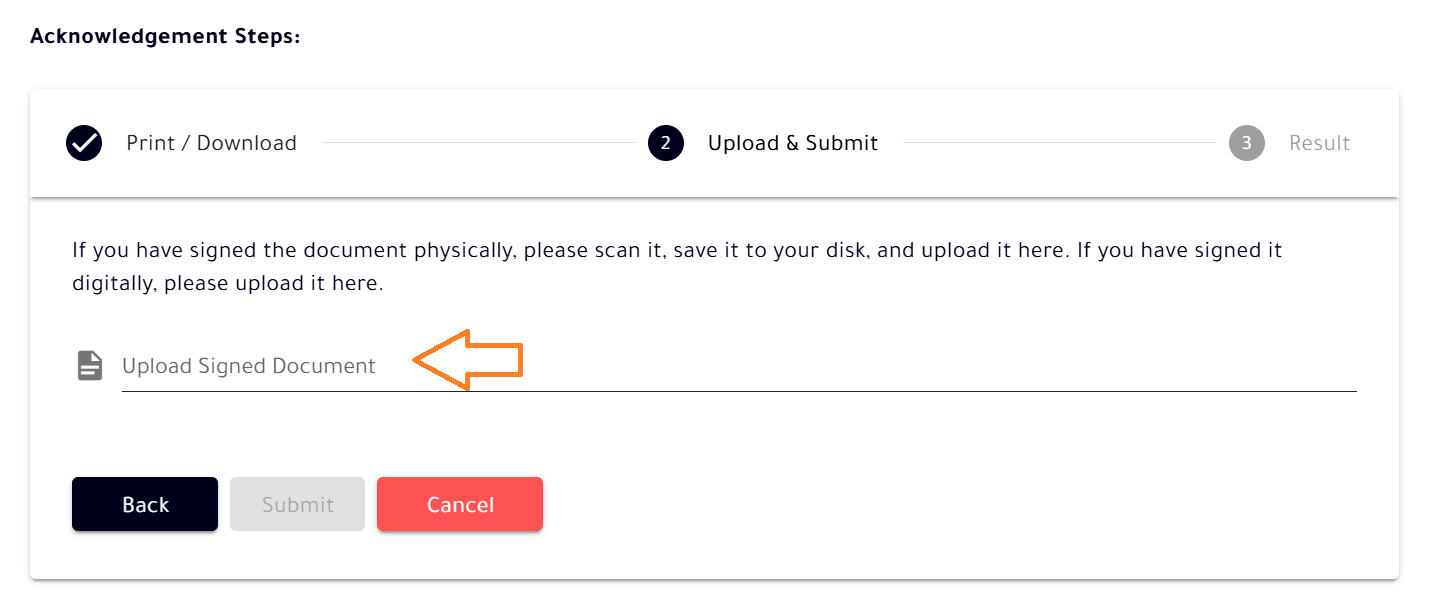 Acknowledgement Steps:
Print / Download
2
Upload & Submit
3
Result
If you have signed the document physically, please scan it, save it to your disk, and upload it here. If you have signed it
digitally, please upload it here.
Upload Signed Document
Back
Submit
Cancel